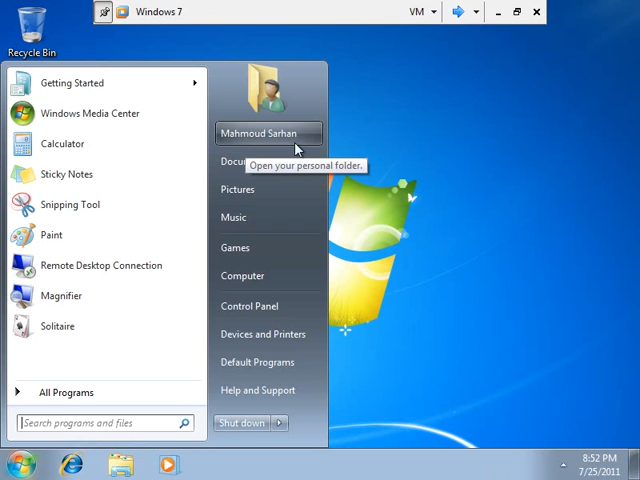 Windows 7
VM
Recycle Bin
Getting Started
Windows Media Center
Calculator
Sticky Notes
Snipping Tool
Paint
Remote Desktop Connection
Magnifier
Solitaire
All Programs
Search programs and files
Mahmoud Sarhan
Docu
Open your personal folder.
Pictures
Music
Games
Computer
Control Panel
Devices and Printers
Default Programs
Help and Support
Shut down
8:52 PM
7/25/2011